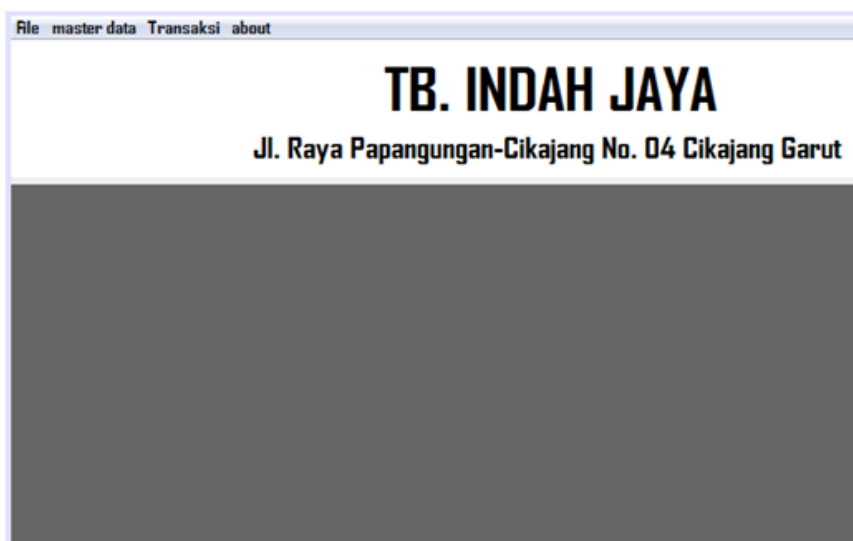 File master data Transaksi about
TB. INDAH JAYA
Jl. Raya Papangungan-Cikajang No. 04 Cikajang Garut